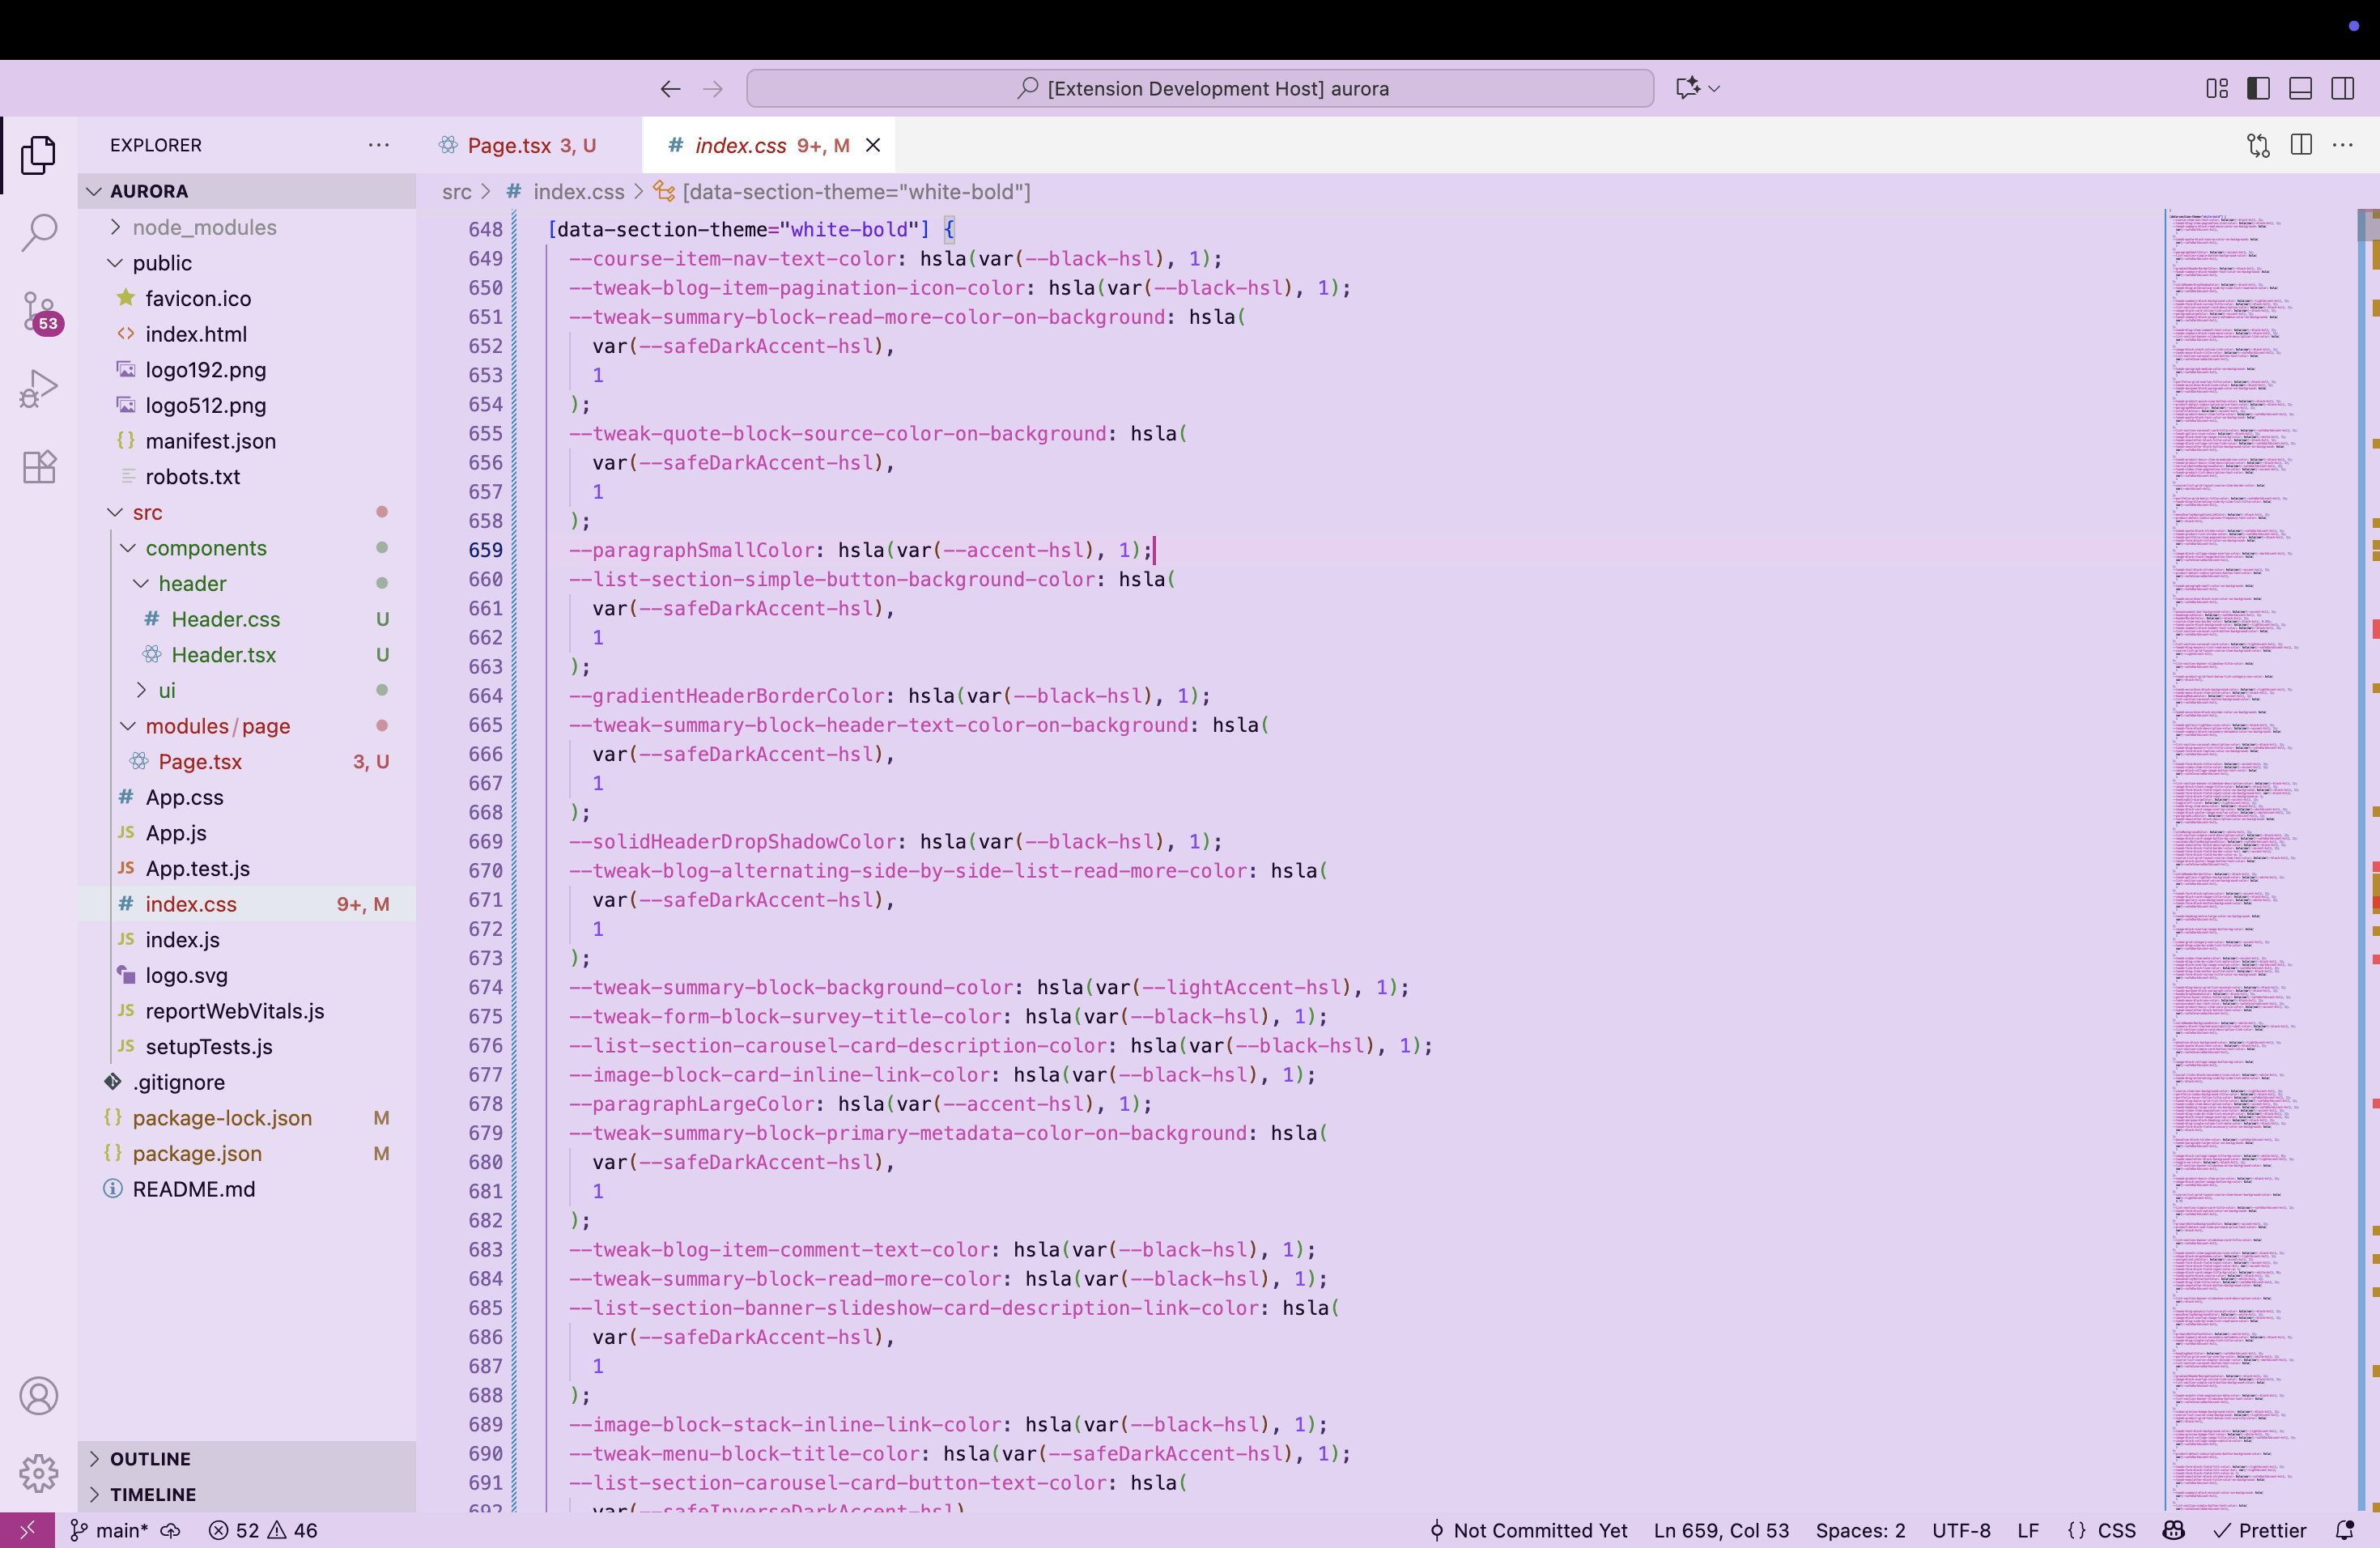 [Extension Development Host] aurora
EXPLORER
Page.tsx 3, U
index.css 9+, M
AURORA
src > # index.css > [data-section-theme="white-bold"]
node_modules
public
favicon.ico
index.html
logo192.png
logo512.png
manifest.json
robots.txt
src
components
header
Header.css U
Header.tsx U
ui
modules/page
Page.tsx 3, U
App.css
App.js
App.test.js
index.css 9+, M
index.js
logo.svg
reportWebVitals.js
setupTests.js
.gitignore
package-lock.json M
package.json M
README.md
OUTLINE
TIMELINE
53
648 [data-section-theme="white-bold"] {
649 --course-item-nav-text-color: hsla(var(--black-hsl), 1);
650 --tweak-blog-item-pagination-icon-color: hsla(var(--black-hsl), 1);
651 --tweak-summary-block-read-more-color-on-background: hsla(
652 var(--safeDarkAccent-hsl),
653 1
654 );
655 --tweak-quote-block-source-color-on-background: hsla(
656 var(--safeDarkAccent-hsl),
657 1
658 );
659 --paragraphSmallColor: hsla(var(--accent-hsl), 1);
660 --list-section-simple-button-background-color: hsla(
661 var(--safeDarkAccent-hsl),
662 1
663 );
664 --gradientHeaderBorderColor: hsla(var(--black-hsl), 1);
665 --tweak-summary-block-header-text-color-on-background: hsla(
666 var(--safeDarkAccent-hsl),
667 1
668 );
669 --solidHeaderDropShadowColor: hsla(var(--black-hsl), 1);
670 --tweak-blog-alternating-side-by-side-list-read-more-color: hsla(
671 var(--safeDarkAccent-hsl),
672 1
673 );
674 --tweak-summary-block-background-color: hsla(var(--lightAccent-hsl), 1);
675 --tweak-form-block-survey-title-color: hsla(var(--black-hsl), 1);
676 --list-section-carousel-card-description-color: hsla(var(--black-hsl), 1);
677 --image-block-card-inline-link-color: hsla(var(--black-hsl), 1);
678 --paragraphLargeColor: hsla(var(--accent-hsl), 1);
679 --tweak-summary-block-primary-metadata-color-on-background: hsla(
680 var(--safeDarkAccent-hsl),
681 1
682 );
683 --tweak-blog-item-comment-text-color: hsla(var(--black-hsl), 1);
684 --tweak-summary-block-read-more-color: hsla(var(--black-hsl), 1);
685 --list-section-banner-slideshow-card-description-link-color: hsla(
686 var(--safeDarkAccent-hsl),
687 1
688 );
689 --image-block-stack-inline-link-color: hsla(var(--black-hsl), 1);
690 --tweak-menu-block-title-color: hsla(var(--safeDarkAccent-hsl), 1);
691 --list-section-carousel-card-button-text-color: hsla(
692 var(--safeInverseDarkAccent-hsl)
main* 52 46
Not Committed Yet Ln 659, Col 53 Spaces: 2 UTF-8 LF {} CSS Prettier